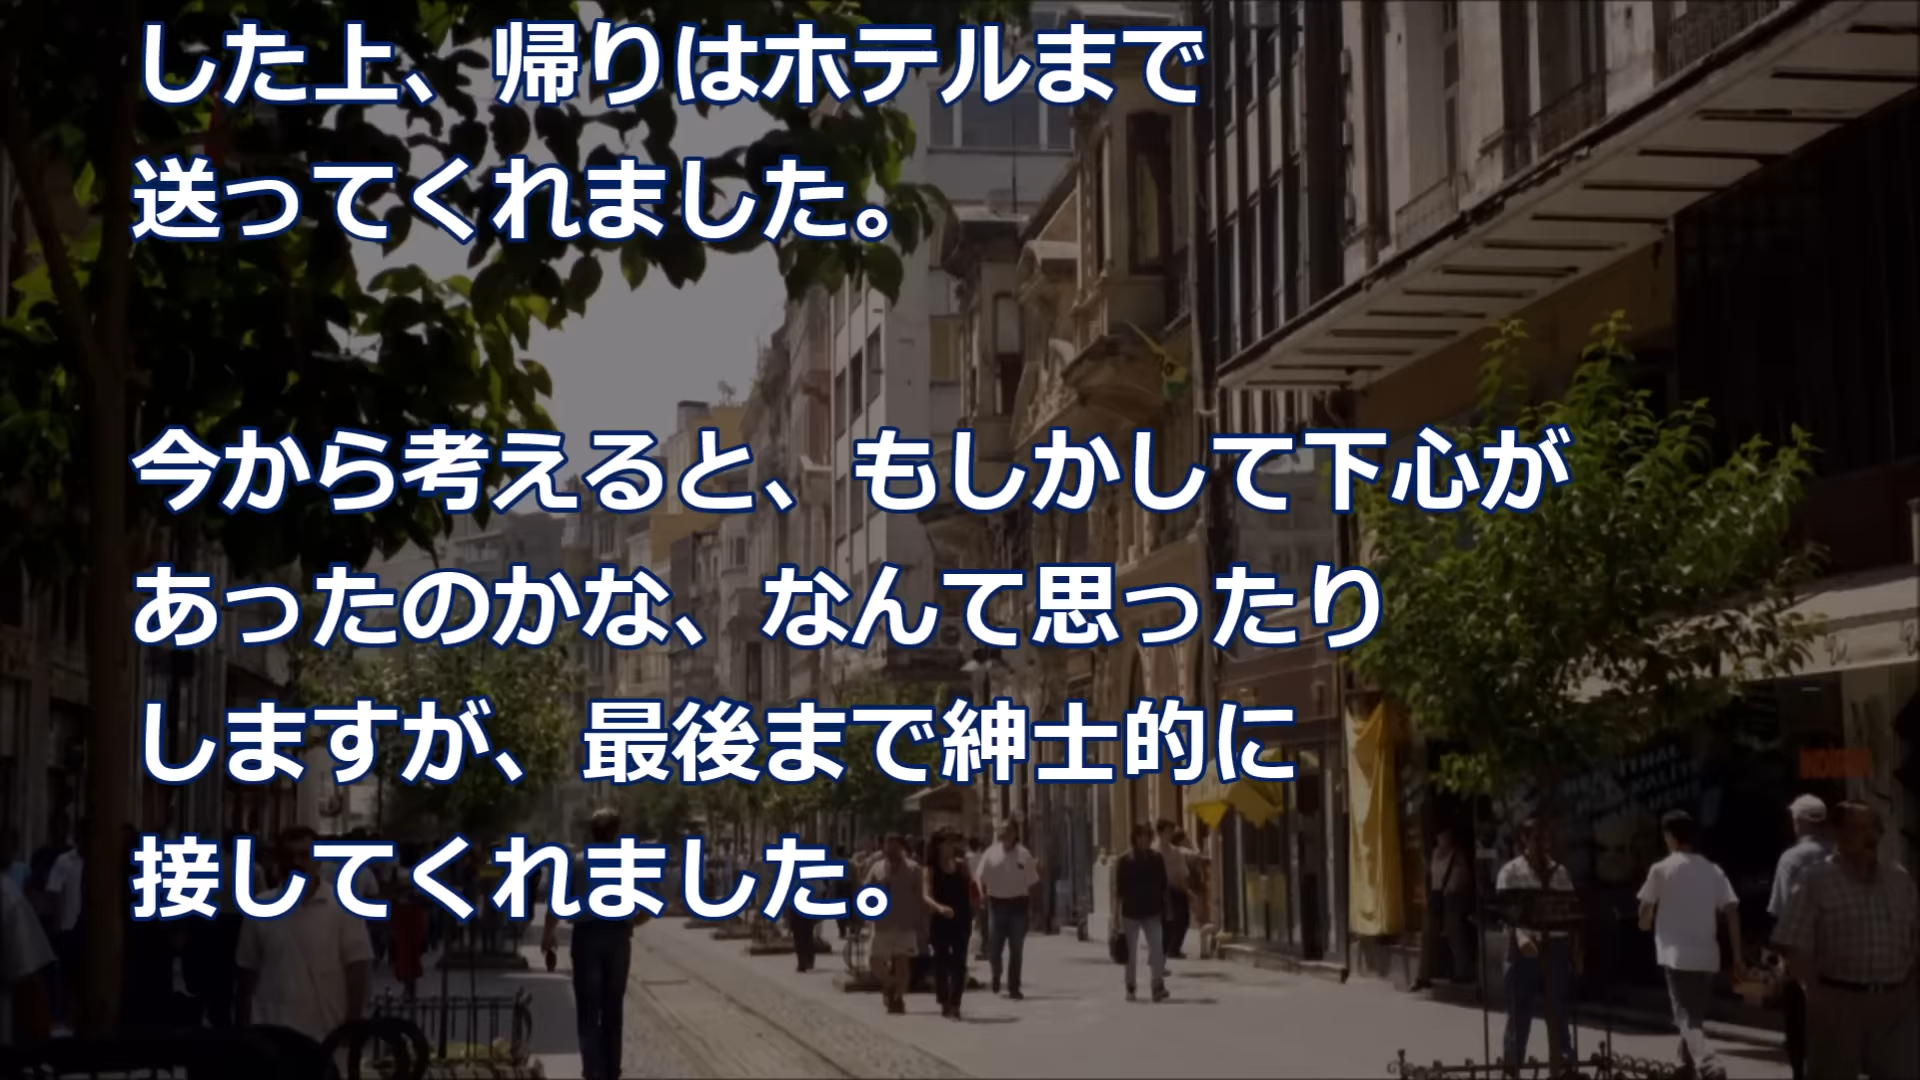 した上、帰りはホテルまで
送ってくれました。
今から考えると、もしかして下心が
あったのかな、なんて思ったり
しますが、最後まで紳士的に
接してくれました。